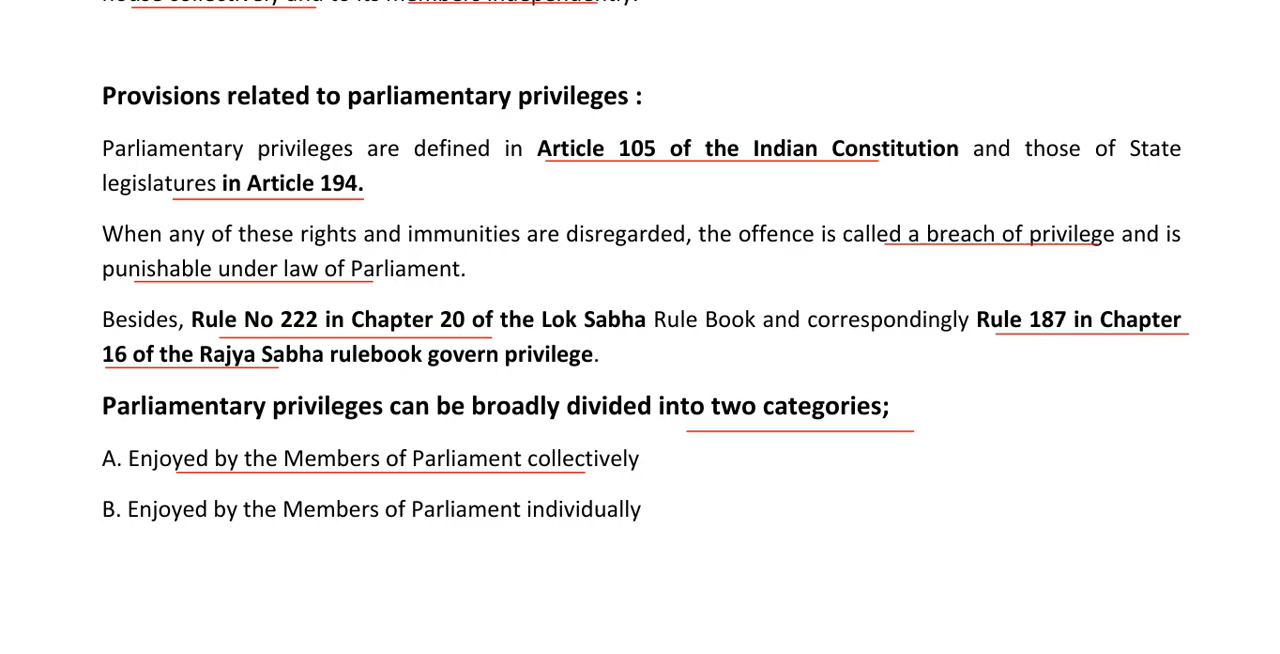 Provisions related to parliamentary privileges :
Parliamentary privileges are defined in Article 105 of the Indian Constitution and those of State
legislatures in Article 194.
When any of these rights and immunities are disregarded, the offence is called a breach of privilege and is
punishable under law of Parliament.
Besides, Rule No 222 in Chapter 20 of the Lok Sabha Rule Book and correspondingly Rule 187 in Chapter
16 of the Rajya Sabha rulebook govern privilege.
Parliamentary privileges can be broadly divided into two categories;
A. Enjoyed by the Members of Parliament collectively
B. Enjoyed by the Members of Parliament individually